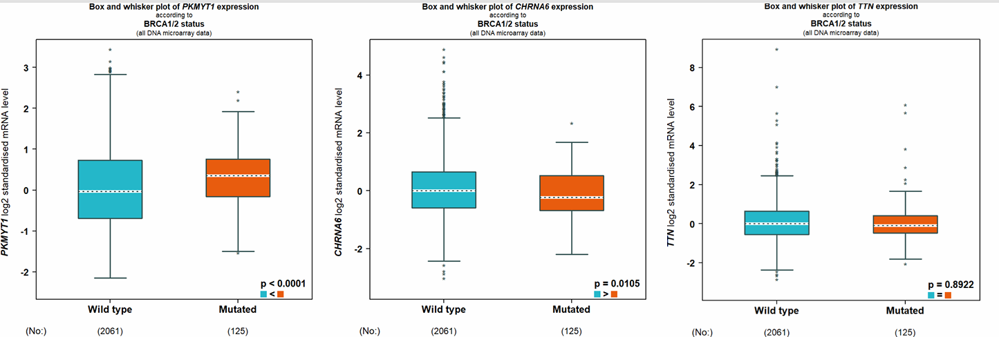 Box and whisker plot of PKMYT1 expression
according to
BRCA1/2 status
(all DNA microarray data)
PKMYT1 log2 standardised mRNA level
3
2
1
0
-1
-2
p < 0.0001
<
Wild type Mutated
(No:) (2061) (125)
Box and whisker plot of CHRNA6 expression
according to
BRCA1/2 status
(all DNA microarray data)
CHRNA6 log2 standardised mRNA level
4
2
0
-2
p = 0.0105
>
Wild type Mutated
(No:) (2061) (125)
Box and whisker plot of TTN expression
according to
BRCA1/2 status
(all DNA microarray data)
TTN log2 standardised mRNA level
8
6
4
2
0
-2
p = 0.8922
=
Wild type Mutated
(No:) (2061) (125)